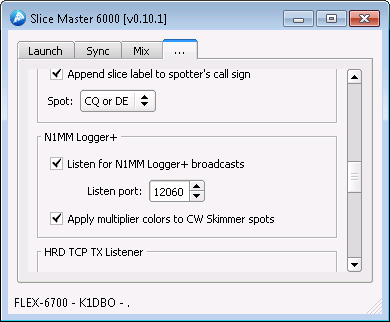 Slice Master 6000 [v0.10.1]
Launch Sync Mix ...
Append slice label to spotter's call sign
Spot: CQ or DE
N1MM Logger+
Listen for N1MM Logger+ broadcasts
Listen port: 12060
Apply multiplier colors to CW Skimmer spots
HRD TCP TX Listener
FLEX-6700 - K1DBO - .